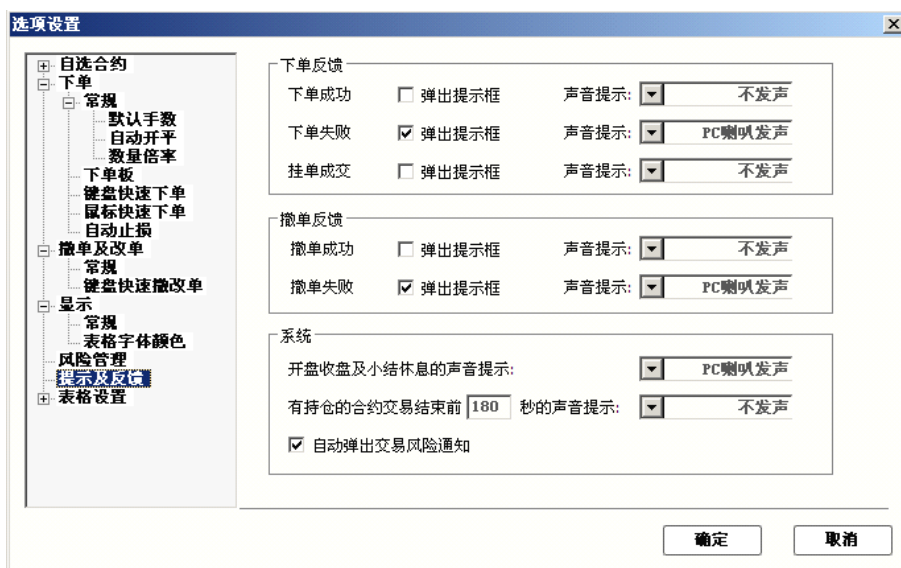 选项设置
自选合约
下单
常规
默认手数
自动开平
数量倍率
下单板
键盘快速下单
鼠标快速下单
自动止损
撤单及改单
常规
键盘快速撤改单
显示
常规
表格字体颜色
风险管理
提示及反馈
表格设置
下单反馈
下单成功 弹出提示框 声音提示: 不发声
下单失败 弹出提示框 声音提示: PC喇叭发声
挂单成交 弹出提示框 声音提示: 不发声
撤单反馈
撤单成功 弹出提示框 声音提示: 不发声
撤单失败 弹出提示框 声音提示: PC喇叭发声
系统
开盘收盘及小结休息的声音提示: PC喇叭发声
有持仓的合约交易结束前 180 秒的声音提示: 不发声
自动弹出交易风险通知
确定 取消